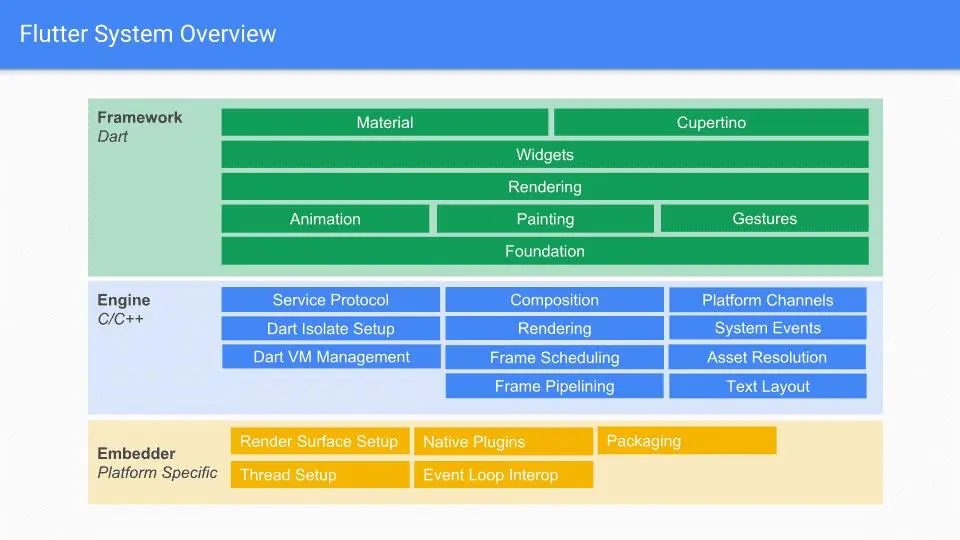 Flutter System Overview
Framework
Dart
Material
Cupertino
Widgets
Rendering
Animation
Painting
Gestures
Foundation
Engine
C/C++
Service Protocol
Composition
Platform Channels
Dart Isolate Setup
Rendering
System Events
Dart VM Management
Frame Scheduling
Asset Resolution
Frame Pipelining
Text Layout
Embedder
Platform Specific
Render Surface Setup
Native Plugins
Packaging
Thread Setup
Event Loop Interop